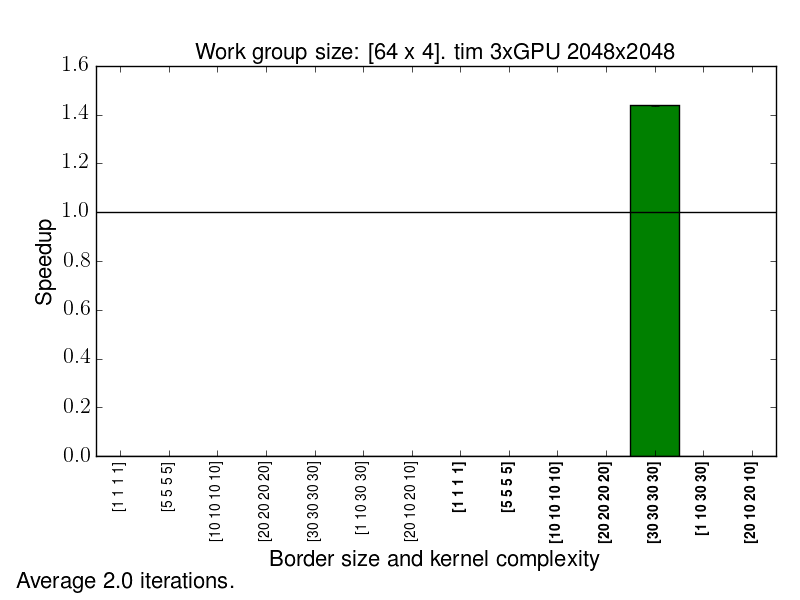 Work group size: [64 x 4]. tim 3xGPU 2048x2048
1.6
1.4
1.2
1.0
0.8
0.6
0.4
0.2
0.0
Speedup
[1 1 1 1]
[5 5 5 5]
[10 10 10 10]
[20 20 20 20]
[30 30 30 30]
[1 10 30 30]
[20 10 20 10]
[1 1 1 1]
[5 5 5 5]
[10 10 10 10]
[20 20 20 20]
[30 30 30 30]
[1 10 30 30]
[20 10 20 10]
Border size and kernel complexity
Average 2.0 iterations.